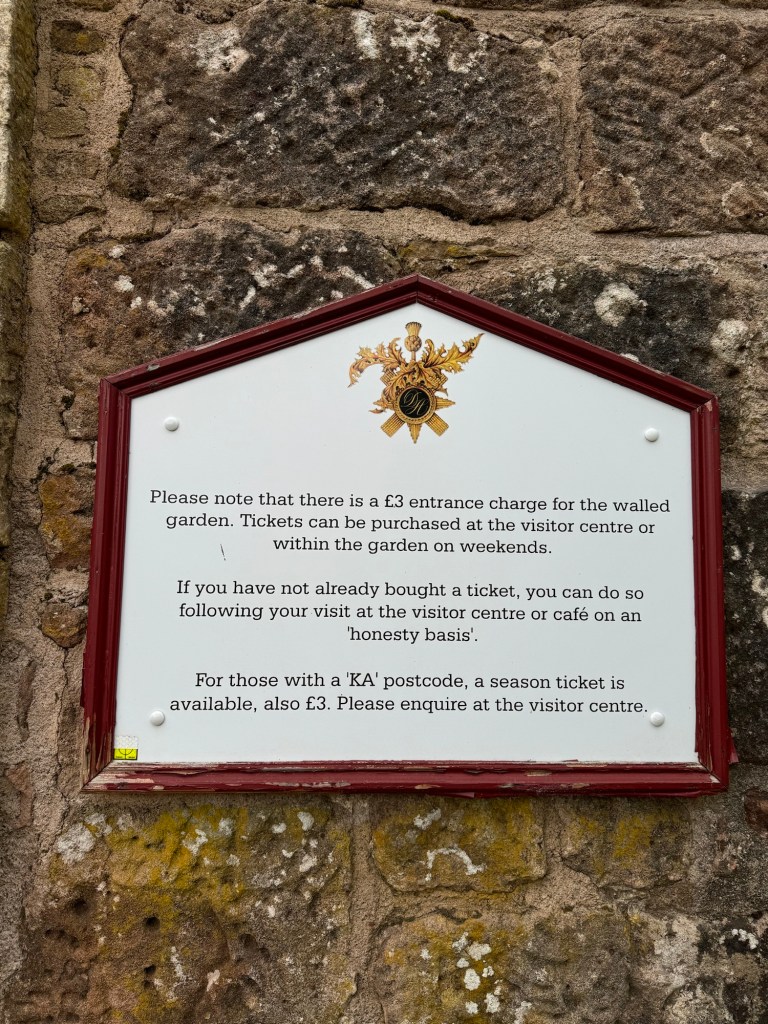 DH
Please note that there is a £3 entrance charge for the walled
garden. Tickets can be purchased at the visitor centre or
within the garden on weekends.
If you have not already bought a ticket, you can do so
following your visit at the visitor centre or café on an
'honesty basis'.
For those with a 'KA' postcode, a season ticket is
available, also £3. Please enquire at the visitor centre.